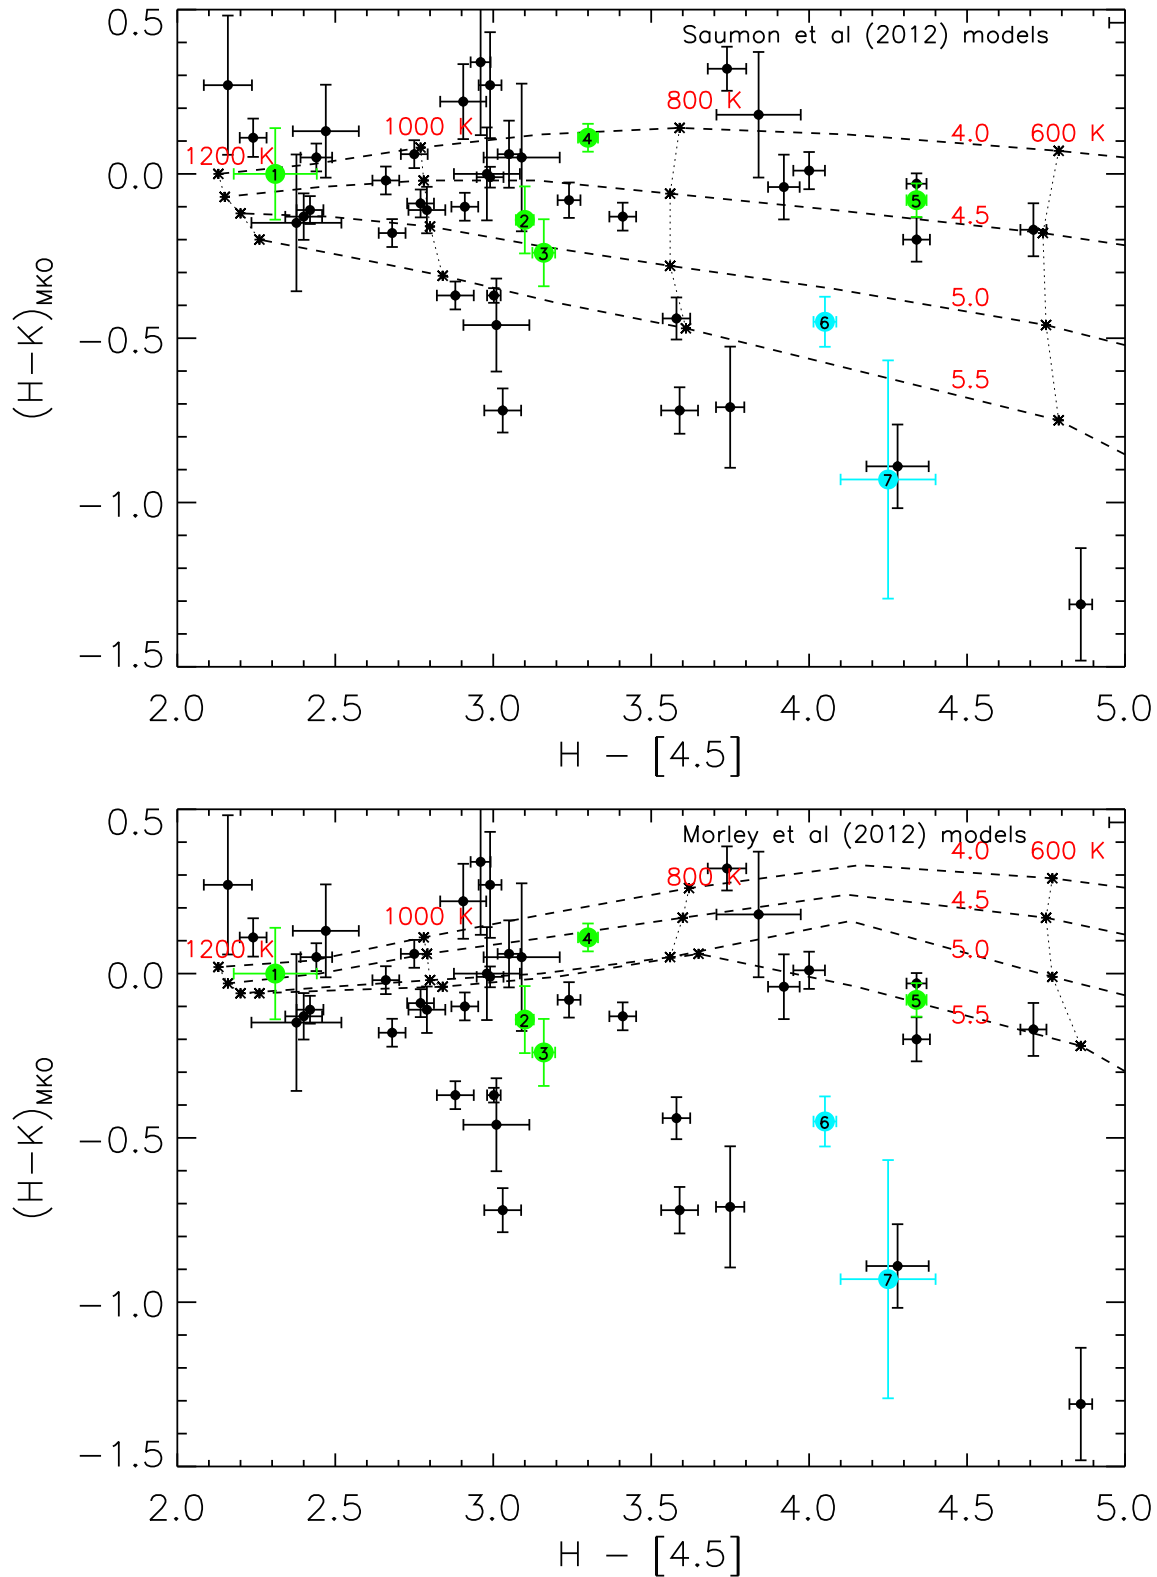 0.5
Saumon et al (2012) models
800 K
1000 K
4.0
600 K
1200 K
4
0.0
1
5
4.5
2
3
(H-K)MKO
5.0
6
-0.5
5.5
7
-1.0
-1.5
2.0 2.5 3.0 3.5 4.0 4.5 5.0
H - [4.5]
0.5
Morley et al (2012) models
4.0
600 K
800 K
4.5
1000 K
4
1200 K
5.0
0.0
1
5
5.5
2
3
(H-K)MKO
6
-0.5
7
-1.0
-1.5
2.0 2.5 3.0 3.5 4.0 4.5 5.0
H - [4.5]